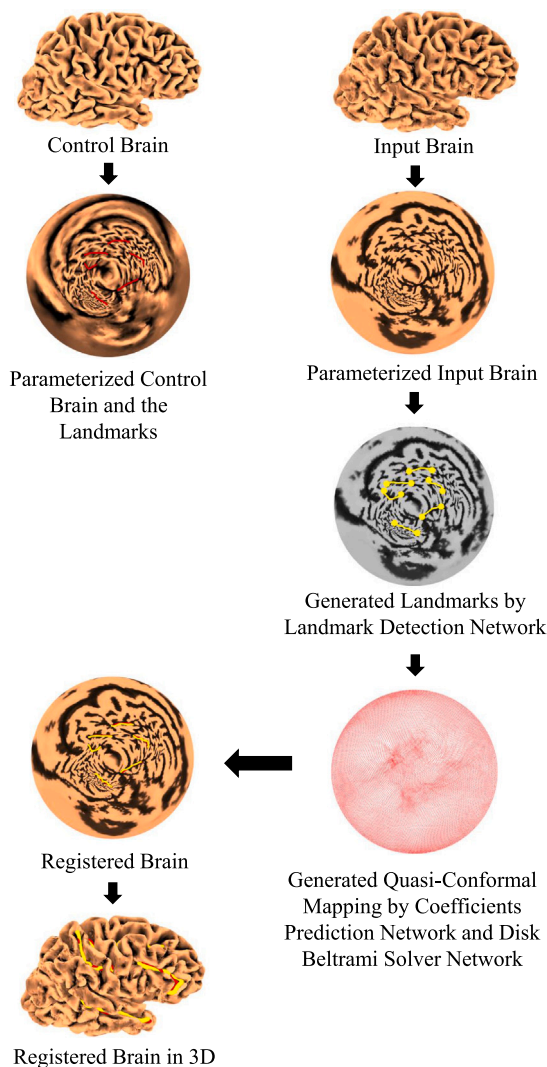 Control Brain
Input Brain
Parameterized Control
Brain and the
Landmarks
Parameterized Input Brain
Generated Landmarks by
Landmark Detection Network
Registered Brain
Generated Quasi-Conformal
Mapping by Coefficients
Prediction Network and Disk
Beltrami Solver Network
Registered Brain in 3D